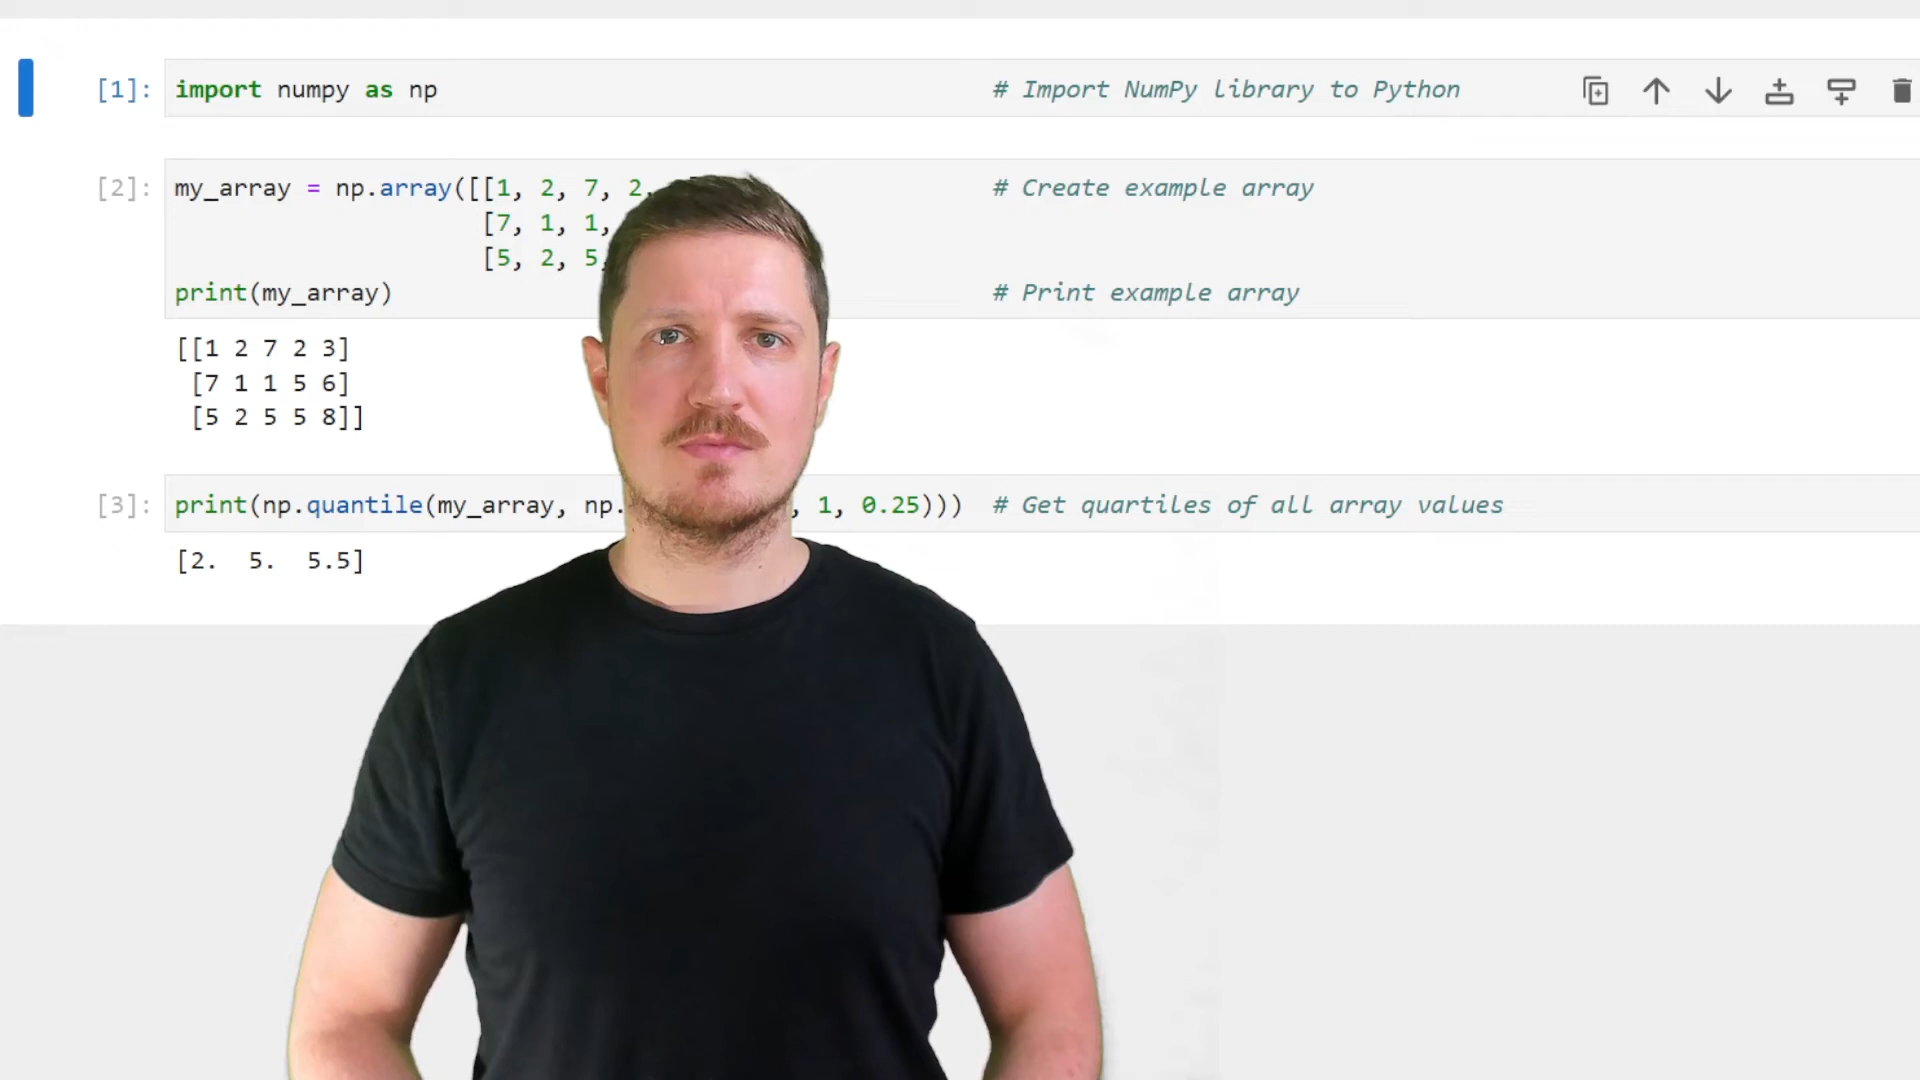 [1]: import numpy as np # Import NumPy library to Python
[2]: my_array = np.array([[1, 2, 7, 2, # Create example array
[7, 1, 1,
[5, 2, 5,
print(my_array) # Print example array
[[1 2 7 2 3]
[7 1 1 5 6]
[5 2 5 5 8]]
[3]: print(np.quantile(my_array, np. , 1, 0.25))) # Get quartiles of all array values
[2. 5. 5.5]